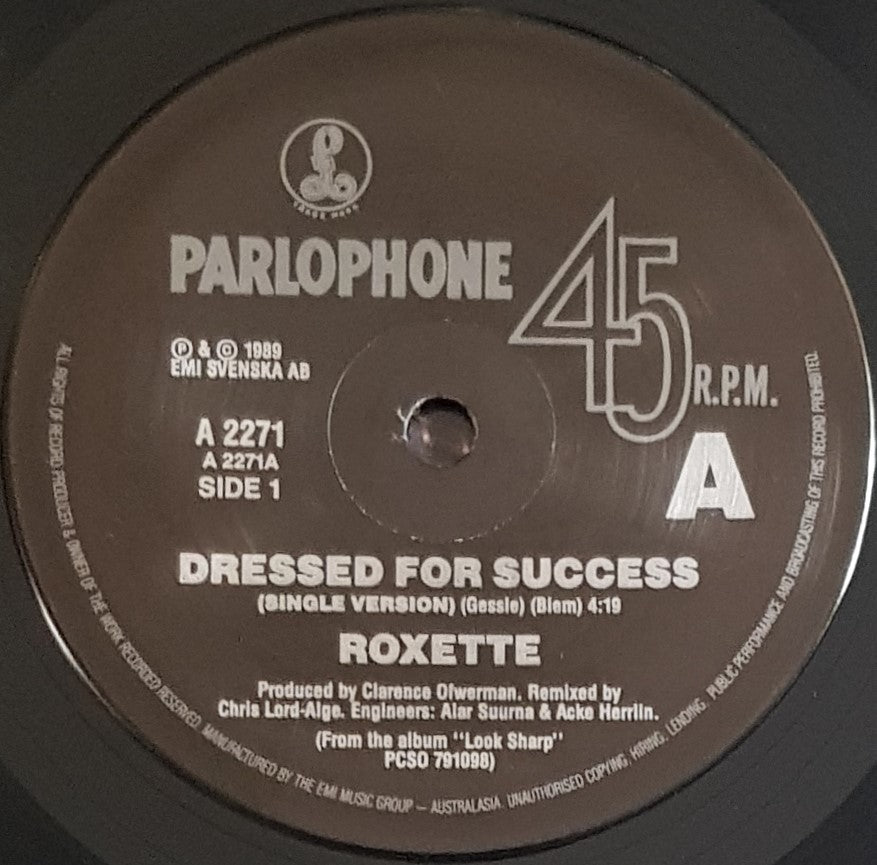 TRADE MARK
PARLOPHONE
45
R.P.M.
℗ & © 1989
EMI SVENSKA AB
A 2271
A 2271A
SIDE 1
A
DRESSED FOR SUCCESS
(SINGLE VERSION) (Gessle) (Blem) 4:19
ROXETTE
Produced by Clarence Ofwerman. Remixed by
Chris Lord-Alge. Engineers: Alar Suurna & Acke Herrlin.
(From the album "Look Sharp"
PCSO 791098)
ALL RIGHTS OF RECORD PRODUCER & OWNER OF THE WORK RECORDED RESERVED. MANUFACTURED BY THE EMI MUSIC GROUP – AUSTRALASIA. UNAUTHORISED COPYING, HIRING, LENDING, PUBLIC PERFORMANCE AND BROADCASTING OF THIS RECORD PROHIBITED.